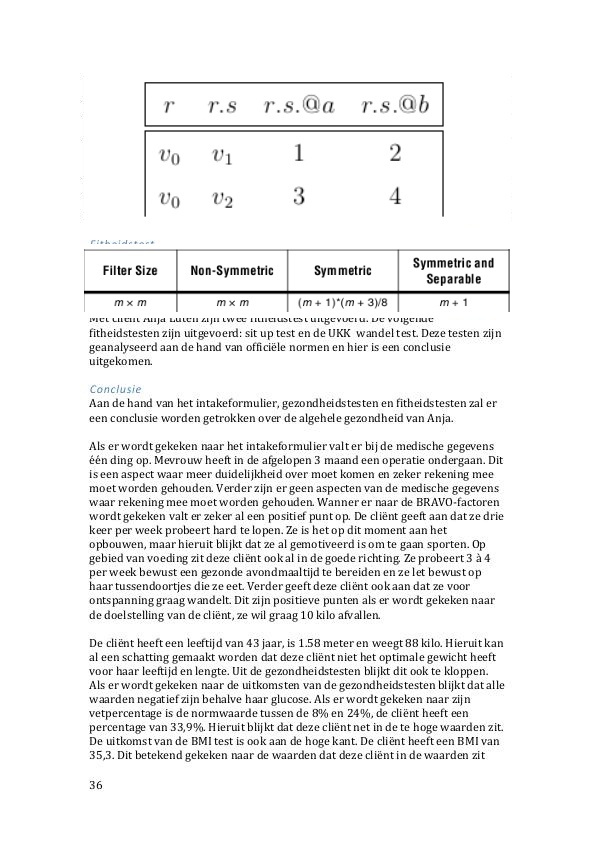 r r.s r.s.@a r.s.@b
v₀ v₁ 1 2
v₀ v₂ 3 4
Fitheidstest
Filter Size Non-Symmetric Symmetric Symmetric and Separable
m × m m × m (m + 1)*(m + 3)/8 m + 1
Met cliënt Anja Luten zijn twee fitheidstest uitgevoerd. De volgende
fitheidstesten zijn uitgevoerd: sit up test en de UKK wandel test. Deze testen zijn
geanalyseerd aan de hand van officiële normen en hier is een conclusie
uitgekomen.
Conclusie
Aan de hand van het intakeformulier, gezondheidstesten en fitheidstesten zal er
een conclusie worden getrokken over de algehele gezondheid van Anja.
Als er wordt gekeken naar het intakeformulier valt er bij de medische gegevens
één ding op. Mevrouw heeft in de afgelopen 3 maand een operatie ondergaan. Dit
is een aspect waar meer duidelijkheid over moet komen en zeker rekening mee
moet worden gehouden. Verder zijn er geen aspecten van de medische gegevens
waar rekening mee moet worden gehouden. Wanner er naar de BRAVO-factoren
wordt gekeken valt er zeker al een positief punt op. De cliënt geeft aan dat ze drie
keer per week probeert hard te lopen. Ze is het op dit moment aan het
opbouwen, maar hieruit blijkt dat ze al gemotiveerd is om te gaan sporten. Op
gebied van voeding zit deze cliënt ook al in de goede richting. Ze probeert 3 à 4
per week bewust een gezonde avondmaaltijd te bereiden en ze let bewust op
haar tussendoortjes die ze eet. Verder geeft deze cliënt ook aan dat ze voor
ontspanning graag wandelt. Dit zijn positieve punten als er wordt gekeken naar
de doelstelling van de cliënt, ze wil graag 10 kilo afvallen.
De cliënt heeft een leeftijd van 43 jaar, is 1.58 meter en weegt 88 kilo. Hieruit kan
al een schatting gemaakt worden dat deze cliënt niet het optimale gewicht heeft
voor haar leeftijd en lengte. Uit de gezondheidstesten blijkt dit ook te kloppen.
Als er wordt gekeken naar de uitkomsten van de gezondheidstesten blijkt dat alle
waarden negatief zijn behalve haar glucose. Als er wordt gekeken naar zijn
vetpercentage is de normwaarde tussen de 8% en 24%, de cliënt heeft een
percentage van 33,9%. Hieruit blijkt dat deze cliënt net in de te hoge waarden zit.
De uitkomst van de BMI test is ook aan de hoge kant. De cliënt heeft een BMI van
35,3. Dit betekend gekeken naar de waarden dat deze cliënt in de waarden zit
36